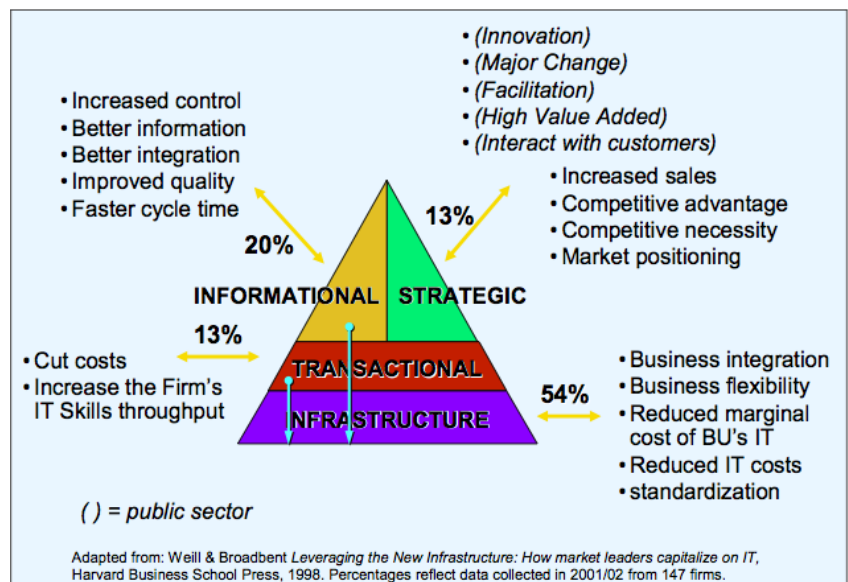 • (Innovation)
• (Major Change)
• (Facilitation)
• (High Value Added)
• (Interact with customers)
• Increased control
• Better information
• Better integration
• Improved quality
• Faster cycle time
• Increased sales
• Competitive advantage
• Competitive necessity
• Market positioning
20%
13%
INFORMATIONAL
STRATEGIC
13%
• Cut costs
• Increase the Firm's
IT Skills throughput
TRANSACTIONAL
INFRASTRUCTURE
54%
• Business integration
• Business flexibility
• Reduced marginal
cost of BU's IT
• Reduced IT costs
• standardization
( ) = public sector
Adapted from: Weill & Broadbent Leveraging the New Infrastructure: How market leaders capitalize on IT,
Harvard Business School Press, 1998. Percentages reflect data collected in 2001/02 from 147 firms.